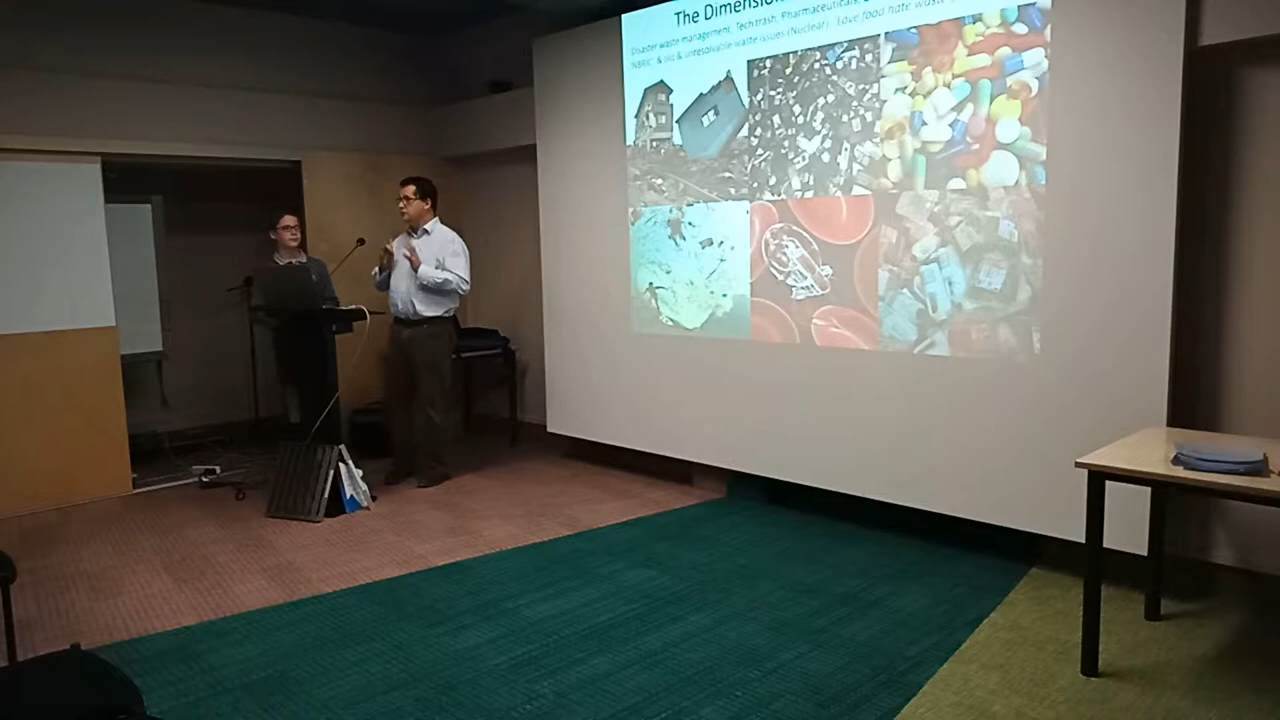 The Dimension
Disaster waste management, Tech trash, Pharmaceuticals,
'NBRIC' & old & unresolvable waste issues (Nuclear). 'Love food hate waste'